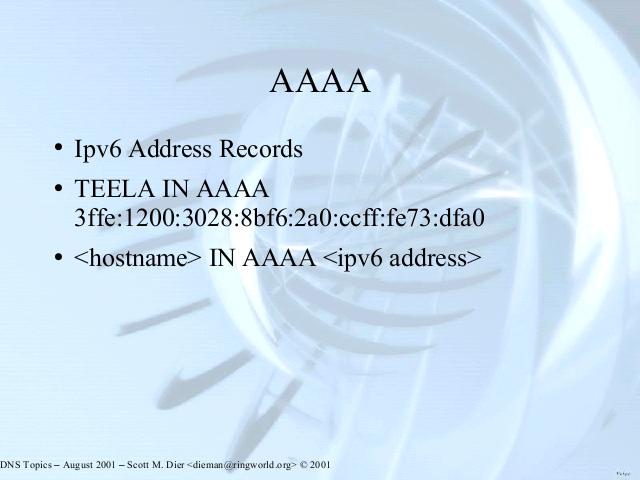 AAAA
• Ipv6 Address Records
• TEELA IN AAAA
3ffe:1200:3028:8bf6:2a0:ccff:fe73:dfa0
• <hostname> IN AAAA <ipv6 address>
DNS Topics – August 2001 – Scott M. Dier <dieman@ringworld.org> © 2001